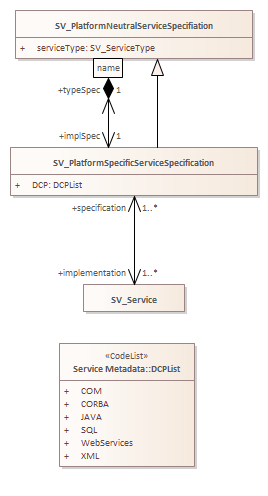 SV_PlatformNeutralServiceSpecifiation
+ serviceType: SV_ServiceType
name
+typeSpec 1
+implSpec 1
SV_PlatformSpecificServiceSpecification
+ DCP: DCPList
+specification 1..*
+implementation 1..*
SV_Service
«CodeList»
Service Metadata::DCPList
+ COM
+ CORBA
+ JAVA
+ SQL
+ WebServices
+ XML